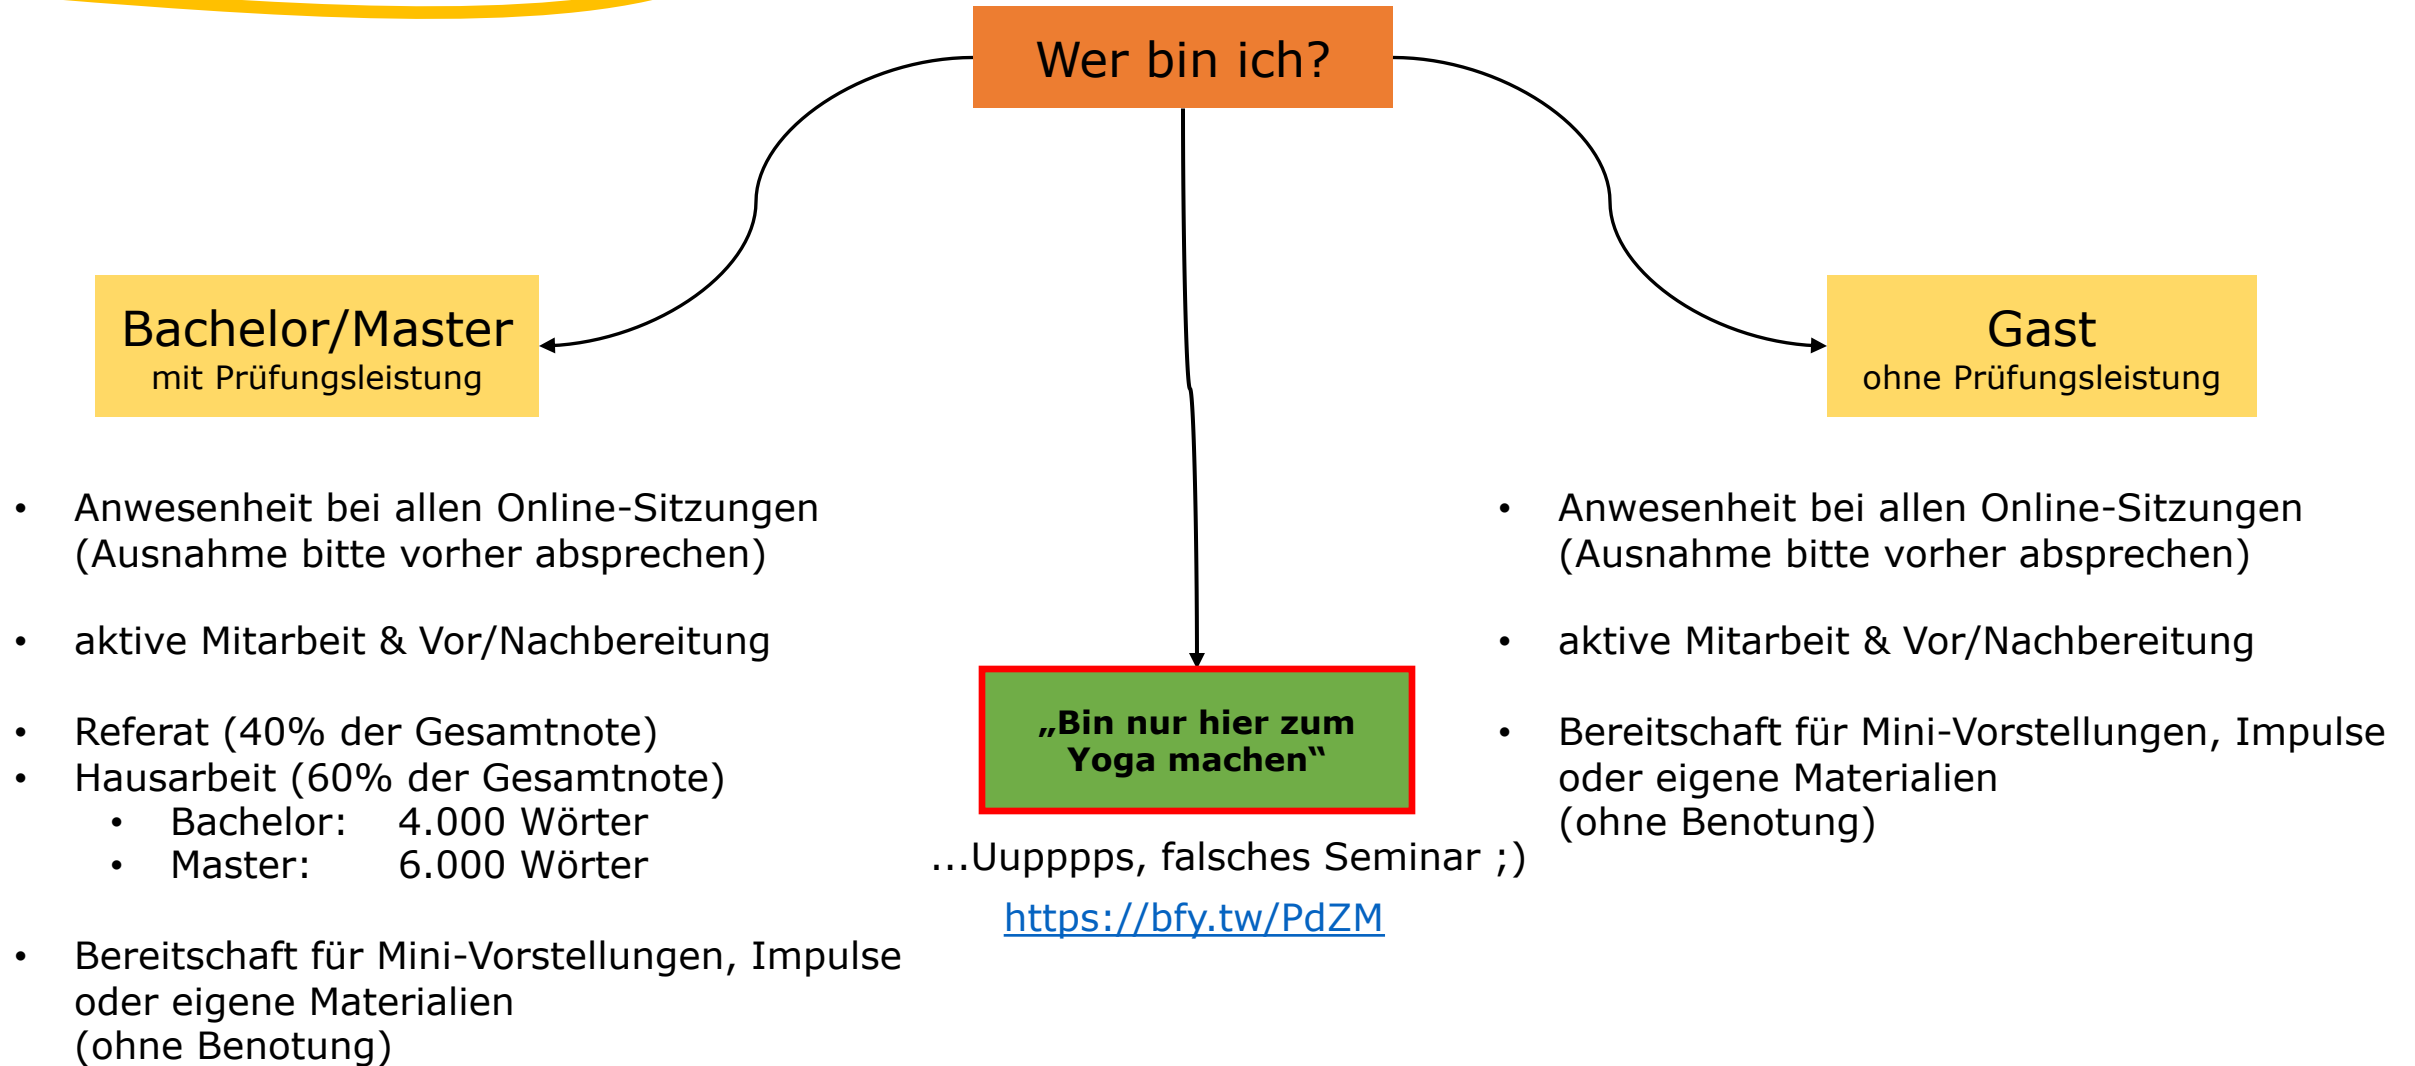 Wer bin ich?
Bachelor/Master
mit Prüfungsleistung
• Anwesenheit bei allen Online-Sitzungen
(Ausnahme bitte vorher absprechen)
• aktive Mitarbeit & Vor/Nachbereitung
• Referat (40% der Gesamtnote)
• Hausarbeit (60% der Gesamtnote)
• Bachelor: 4.000 Wörter
• Master: 6.000 Wörter
• Bereitschaft für Mini-Vorstellungen, Impulse
oder eigene Materialien
(ohne Benotung)
„Bin nur hier zum
Yoga machen“
...Uupppps, falsches Seminar ;)
https://bfy.tw/PdZM
Gast
ohne Prüfungsleistung
• Anwesenheit bei allen Online-Sitzungen
(Ausnahme bitte vorher absprechen)
• aktive Mitarbeit & Vor/Nachbereitung
• Bereitschaft für Mini-Vorstellungen, Impulse
oder eigene Materialien
(ohne Benotung)